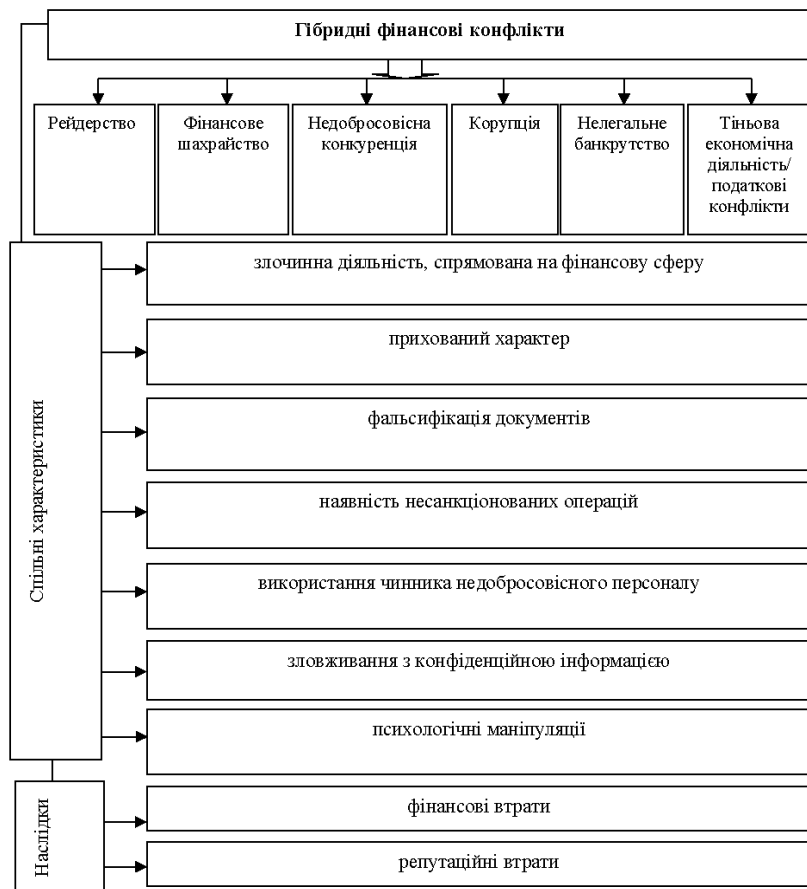 Гібридні фінансові конфлікти
Рейдерство
Фінансове
шахрайство
Недобросовісна
конкуренція
Корупція
Нелегальне
банкрутство
Тіньова
економічна
діяльність/
податкові
конфлікти
Спільні характеристики
злочинна діяльність, спрямована на фінансову сферу
прихований характер
фальсифікація документів
наявність несанкціонованих операцій
використання чинника недобросовісного персоналу
зловживання з конфіденційною інформацією
психологічні маніпуляції
Наслідки
фінансові втрати
репутаційні втрати